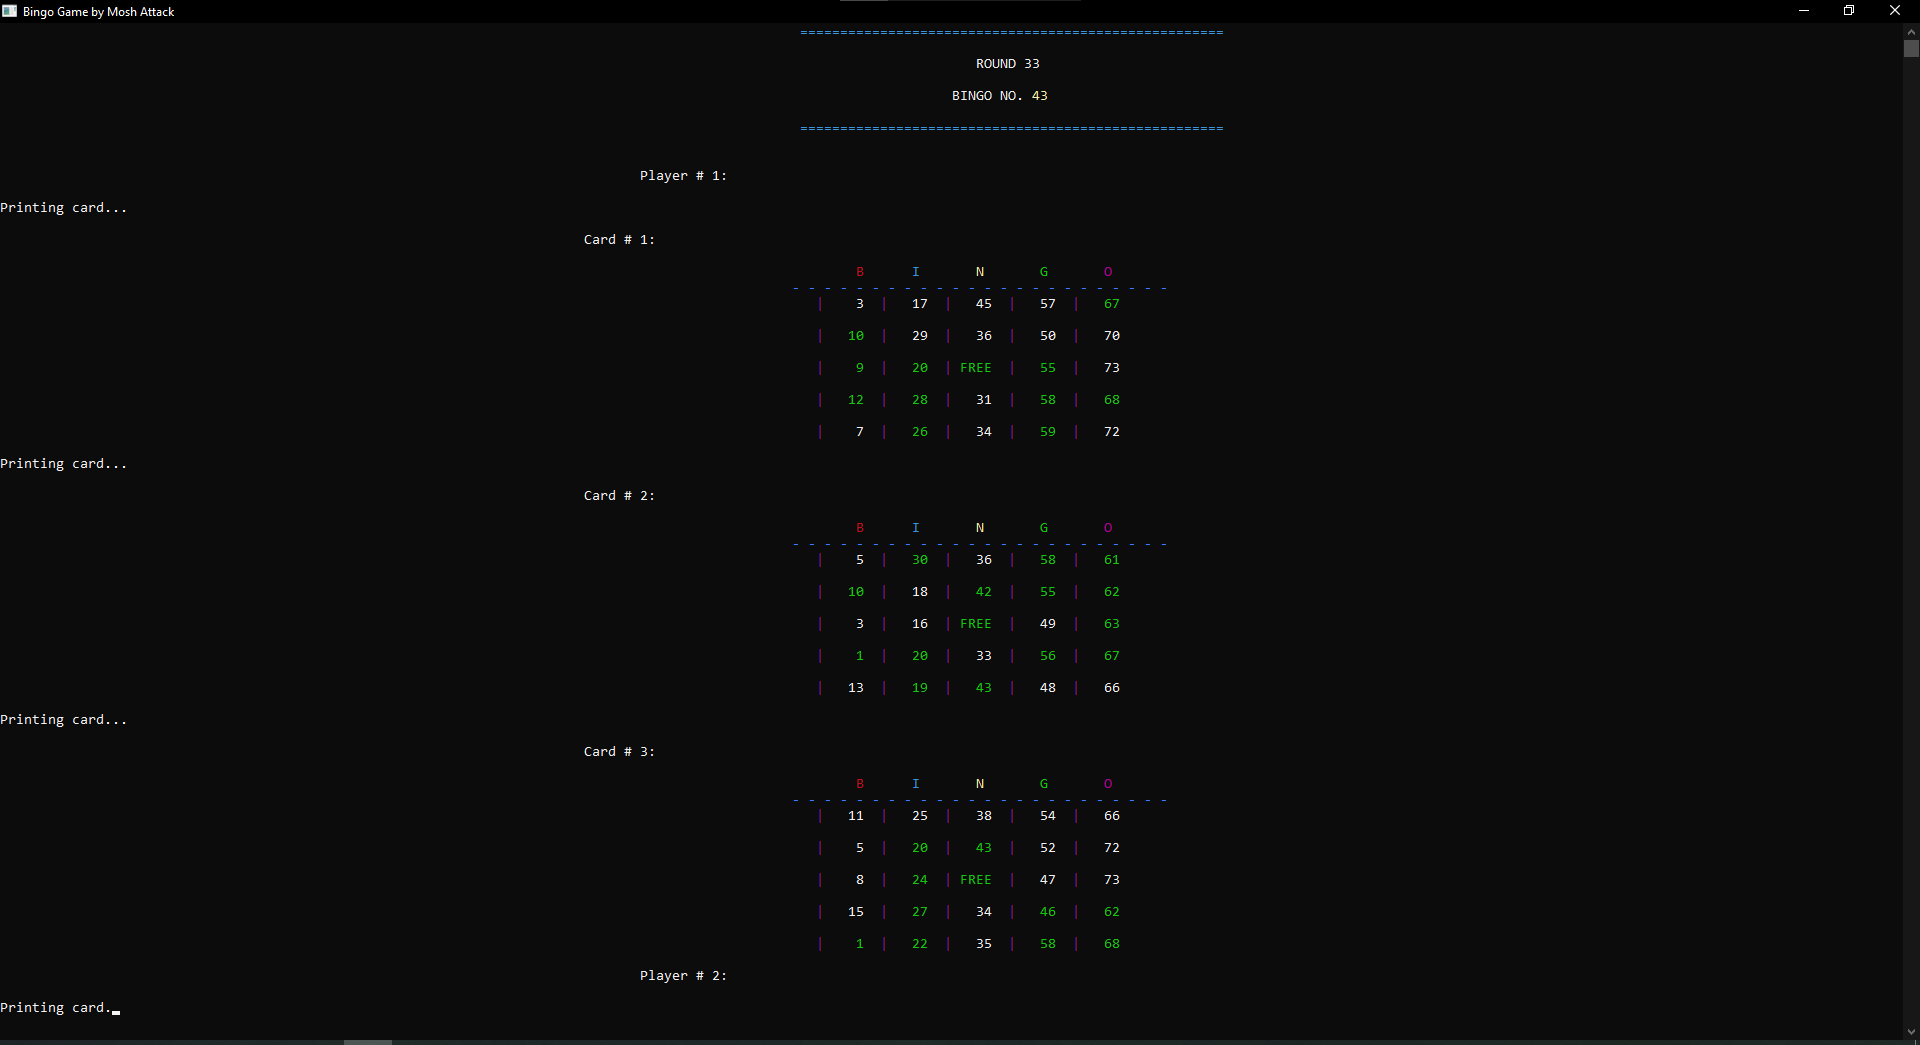 Bingo Game by Mosh Attack
=====================================================
ROUND 33
BINGO NO. 43
=====================================================
Player # 1:
Printing card...
Card # 1:
B I N G O
- - - - - - - - - - - - - - - - - - - - - - - -
| 3 | 17 | 45 | 57 | 67
| 10 | 29 | 36 | 50 | 70
| 9 | 20 | FREE | 55 | 73
| 12 | 28 | 31 | 58 | 68
| 7 | 26 | 34 | 59 | 72
Printing card...
Card # 2:
B I N G O
- - - - - - - - - - - - - - - - - - - - - - - -
| 5 | 30 | 36 | 58 | 61
| 10 | 18 | 42 | 55 | 62
| 3 | 16 | FREE | 49 | 63
| 1 | 20 | 33 | 56 | 67
| 13 | 19 | 43 | 48 | 66
Printing card...
Card # 3:
B I N G O
- - - - - - - - - - - - - - - - - - - - - - - -
| 11 | 25 | 38 | 54 | 66
| 5 | 20 | 43 | 52 | 72
| 8 | 24 | FREE | 47 | 73
| 15 | 27 | 34 | 46 | 62
| 1 | 22 | 35 | 58 | 68
Player # 2:
Printing card.